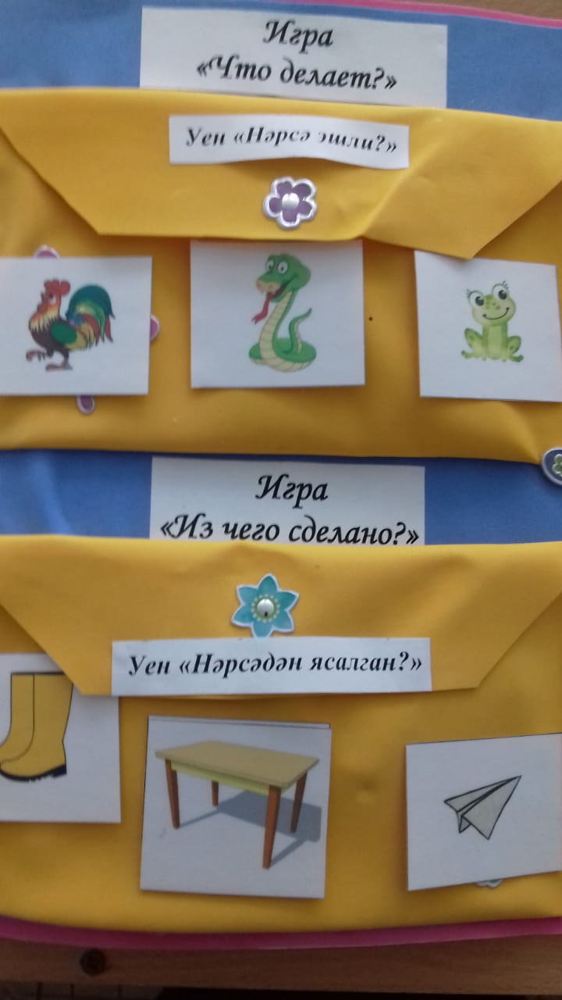 Игра
«Что делает?»
Уен «Нәрсә эшли?»
Игра
«Из чего сделано?»
Уен «Нәрсәдән ясалган?»